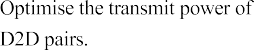 Optimise the transmit power of
D2D pairs.